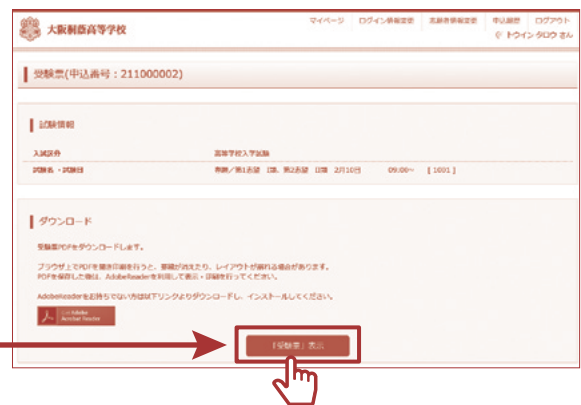 大阪桐蔭高等学校
マイページ ログイン情報変更 志願者情報変更 申込履歴 ログアウト
トウイン タロウ さん
受験票(申込番号：211000002)
試験情報
入試区分 高等学校入学試験
試験名・試験日 専願／第1志望 I類、第2志望 II類 2月10日 09:00～ [ 1001 ]
ダウンロード
受験票PDFをダウンロードします。
ブラウザ上でPDFを開き印刷を行うと、罫線が消えたり、レイアウトが崩れる場合があります。
PDFを保存した後は、AdobeReaderを利用して表示・印刷を行ってください。
AdobeReaderをお持ちでない方は以下リンクよりダウンロードし、インストールしてください。
Get Adobe
Acrobat Reader
「受験票」表示